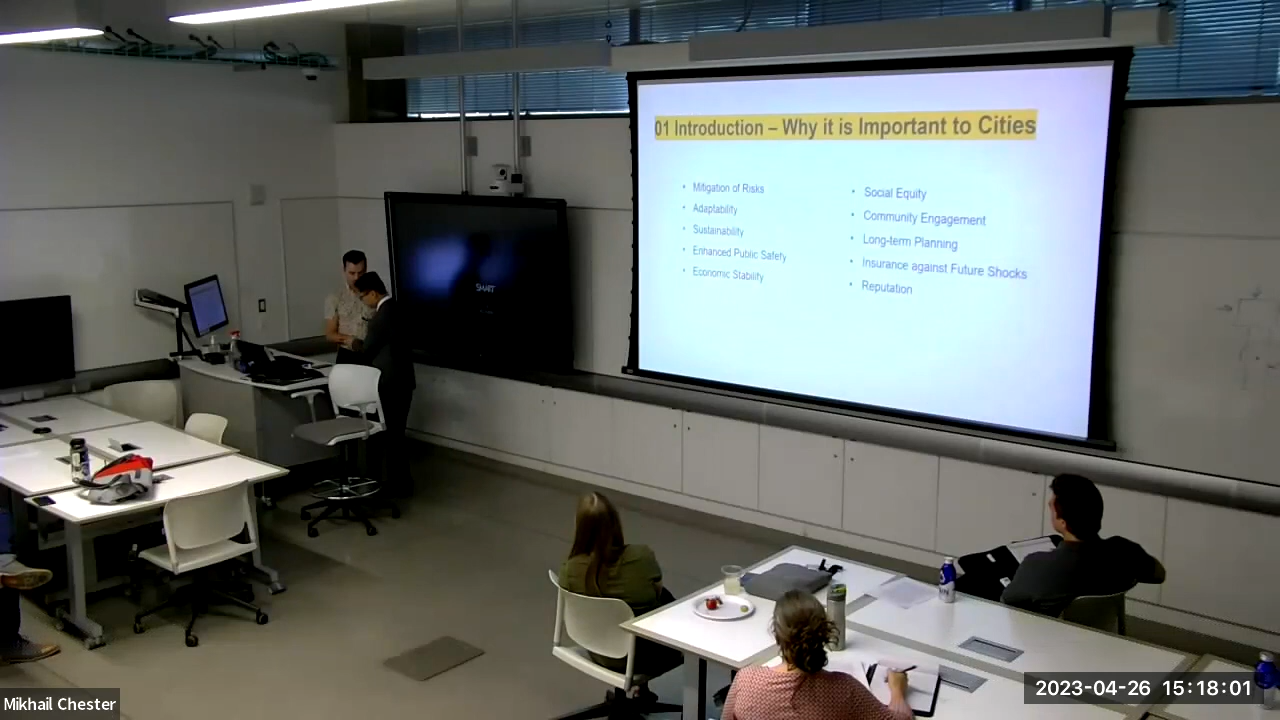 01 Introduction – Why it is Important to Cities
• Mitigation of Risks
• Adaptability
• Sustainability
• Enhanced Public Safety
• Economic Stability
• Social Equity
• Community Engagement
• Long-term Planning
• Insurance against Future Shocks
• Reputation
SMART
Mikhail Chester
2023-04-26 15:18:01